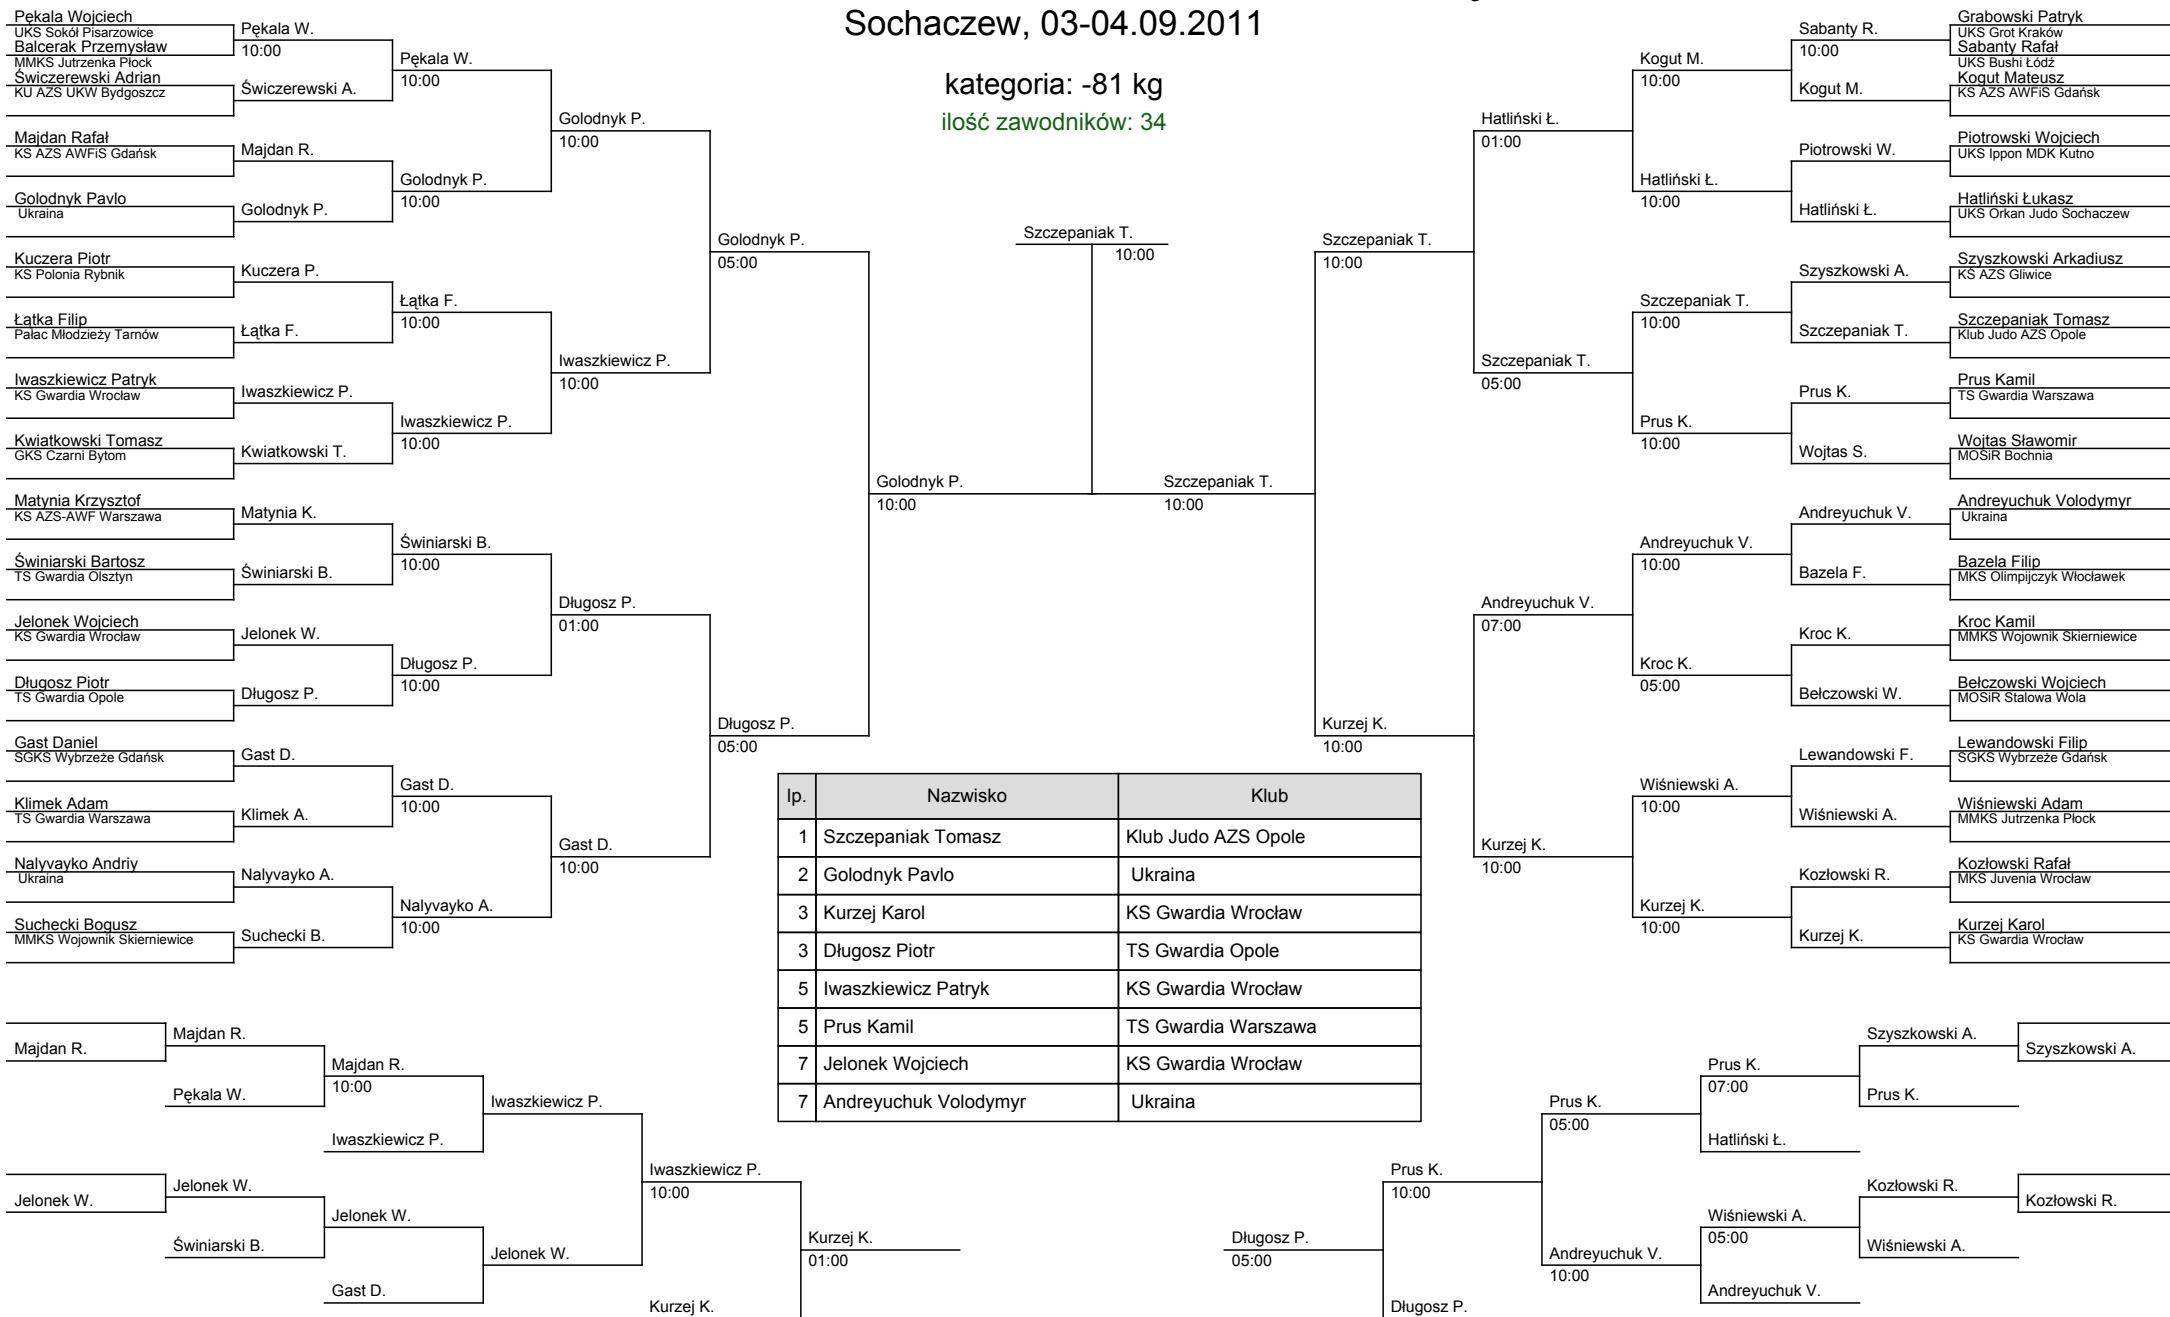 Sochaczew, 03-04.09.2011
kategoria: -81 kg
ilość zawodników: 34
Pękala Wojciech
UKS Sokół Pisarzowice
Balcerak Przemysław
MMKS Jutrzenka Płock
Świczerewski Adrian
KU AZS UKW Bydgoszcz
Majdan Rafał
KS AZS AWFiS Gdańsk
Golodnyk Pavlo
Ukraina
Kuczera Piotr
KS Polonia Rybnik
Łątka Filip
Pałac Młodzieży Tarnów
Iwaszkiewicz Patryk
KS Gwardia Wrocław
Kwiatkowski Tomasz
GKS Czarni Bytom
Matynia Krzysztof
KS AZS-AWF Warszawa
Świniarski Bartosz
TS Gwardia Olsztyn
Jelonek Wojciech
KS Gwardia Wrocław
Długosz Piotr
TS Gwardia Opole
Gast Daniel
SGKS Wybrzeże Gdańsk
Klimek Adam
TS Gwardia Warszawa
Nalyvayko Andriy
Ukraina
Suchecki Bogusz
MMKS Wojownik Skierniewice
Pękala W.
10:00
Świczerewski A.
Majdan R.
Golodnyk P.
Kuczera P.
Łątka F.
Iwaszkiewicz P.
Kwiatkowski T.
Matynia K.
Świniarski B.
Jelonek W.
Długosz P.
Gast D.
Klimek A.
Nalyvayko A.
Suchecki B.
Pękala W.
10:00
Golodnyk P.
10:00
Łątka F.
10:00
Iwaszkiewicz P.
10:00
Świniarski B.
10:00
Długosz P.
10:00
Gast D.
10:00
Nalyvayko A.
10:00
Golodnyk P.
10:00
Iwaszkiewicz P.
10:00
Długosz P.
01:00
Gast D.
10:00
Golodnyk P.
05:00
Długosz P.
05:00
Golodnyk P.
10:00
Szczepaniak T.
10:00
Szczepaniak T.
10:00
Szczepaniak T.
10:00
Kurzej K.
10:00
Hatliński Ł.
01:00
Szczepaniak T.
05:00
Andreyuchuk V.
07:00
Kurzej K.
10:00
Kogut M.
10:00
Hatliński Ł.
10:00
Szczepaniak T.
10:00
Prus K.
10:00
Andreyuchuk V.
10:00
Kroc K.
05:00
Wiśniewski A.
10:00
Kurzej K.
10:00
Sabanty R.
10:00
Kogut M.
Piotrowski W.
Hatliński Ł.
Szyszkowski A.
Szczepaniak T.
Prus K.
Wojtas S.
Andreyuchuk V.
Bazela F.
Kroc K.
Bełczowski W.
Lewandowski F.
Wiśniewski A.
Kozłowski R.
Kurzej K.
Grabowski Patryk
UKS Grot Kraków
Sabanty Rafał
UKS Bushi Łódź
Kogut Mateusz
KS AZS AWFiS Gdańsk
Piotrowski Wojciech
UKS Ippon MDK Kutno
Hatliński Łukasz
UKS Orkan Judo Sochaczew
Szyszkowski Arkadiusz
KŚ AZS Gliwice
Szczepaniak Tomasz
Klub Judo AZS Opole
Prus Kamil
TS Gwardia Warszawa
Wojtas Sławomir
MOSiR Bochnia
Andreyuchuk Volodymyr
Ukraina
Bazela Filip
MKS Olimpijczyk Włocławek
Kroc Kamil
MMKS Wojownik Skierniewice
Bełczowski Wojciech
MOSiR Stalowa Wola
Lewandowski Filip
SGKS Wybrzeże Gdańsk
Wiśniewski Adam
MMKS Jutrzenka Płock
Kozłowski Rafał
MKS Juvenia Wrocław
Kurzej Karol
KS Gwardia Wrocław
lp. Nazwisko Klub
1 Szczepaniak Tomasz Klub Judo AZS Opole
2 Golodnyk Pavlo Ukraina
3 Kurzej Karol KS Gwardia Wrocław
3 Długosz Piotr TS Gwardia Opole
5 Iwaszkiewicz Patryk KS Gwardia Wrocław
5 Prus Kamil TS Gwardia Warszawa
7 Jelonek Wojciech KS Gwardia Wrocław
7 Andreyuchuk Volodymyr Ukraina
Majdan R.
Jelonek W.
Majdan R.
Pękala W.
Jelonek W.
Świniarski B.
Majdan R.
10:00
Iwaszkiewicz P.
Jelonek W.
Gast D.
Iwaszkiewicz P.
Jelonek W.
Iwaszkiewicz P.
10:00
Kurzej K.
Kurzej K.
01:00
Długosz P.
05:00
Prus K.
10:00
Długosz P.
Prus K.
05:00
Andreyuchuk V.
10:00
Prus K.
07:00
Hatliński Ł.
Wiśniewski A.
05:00
Andreyuchuk V.
Szyszkowski A.
Prus K.
Kozłowski R.
Wiśniewski A.
Szyszkowski A.
Kozłowski R.